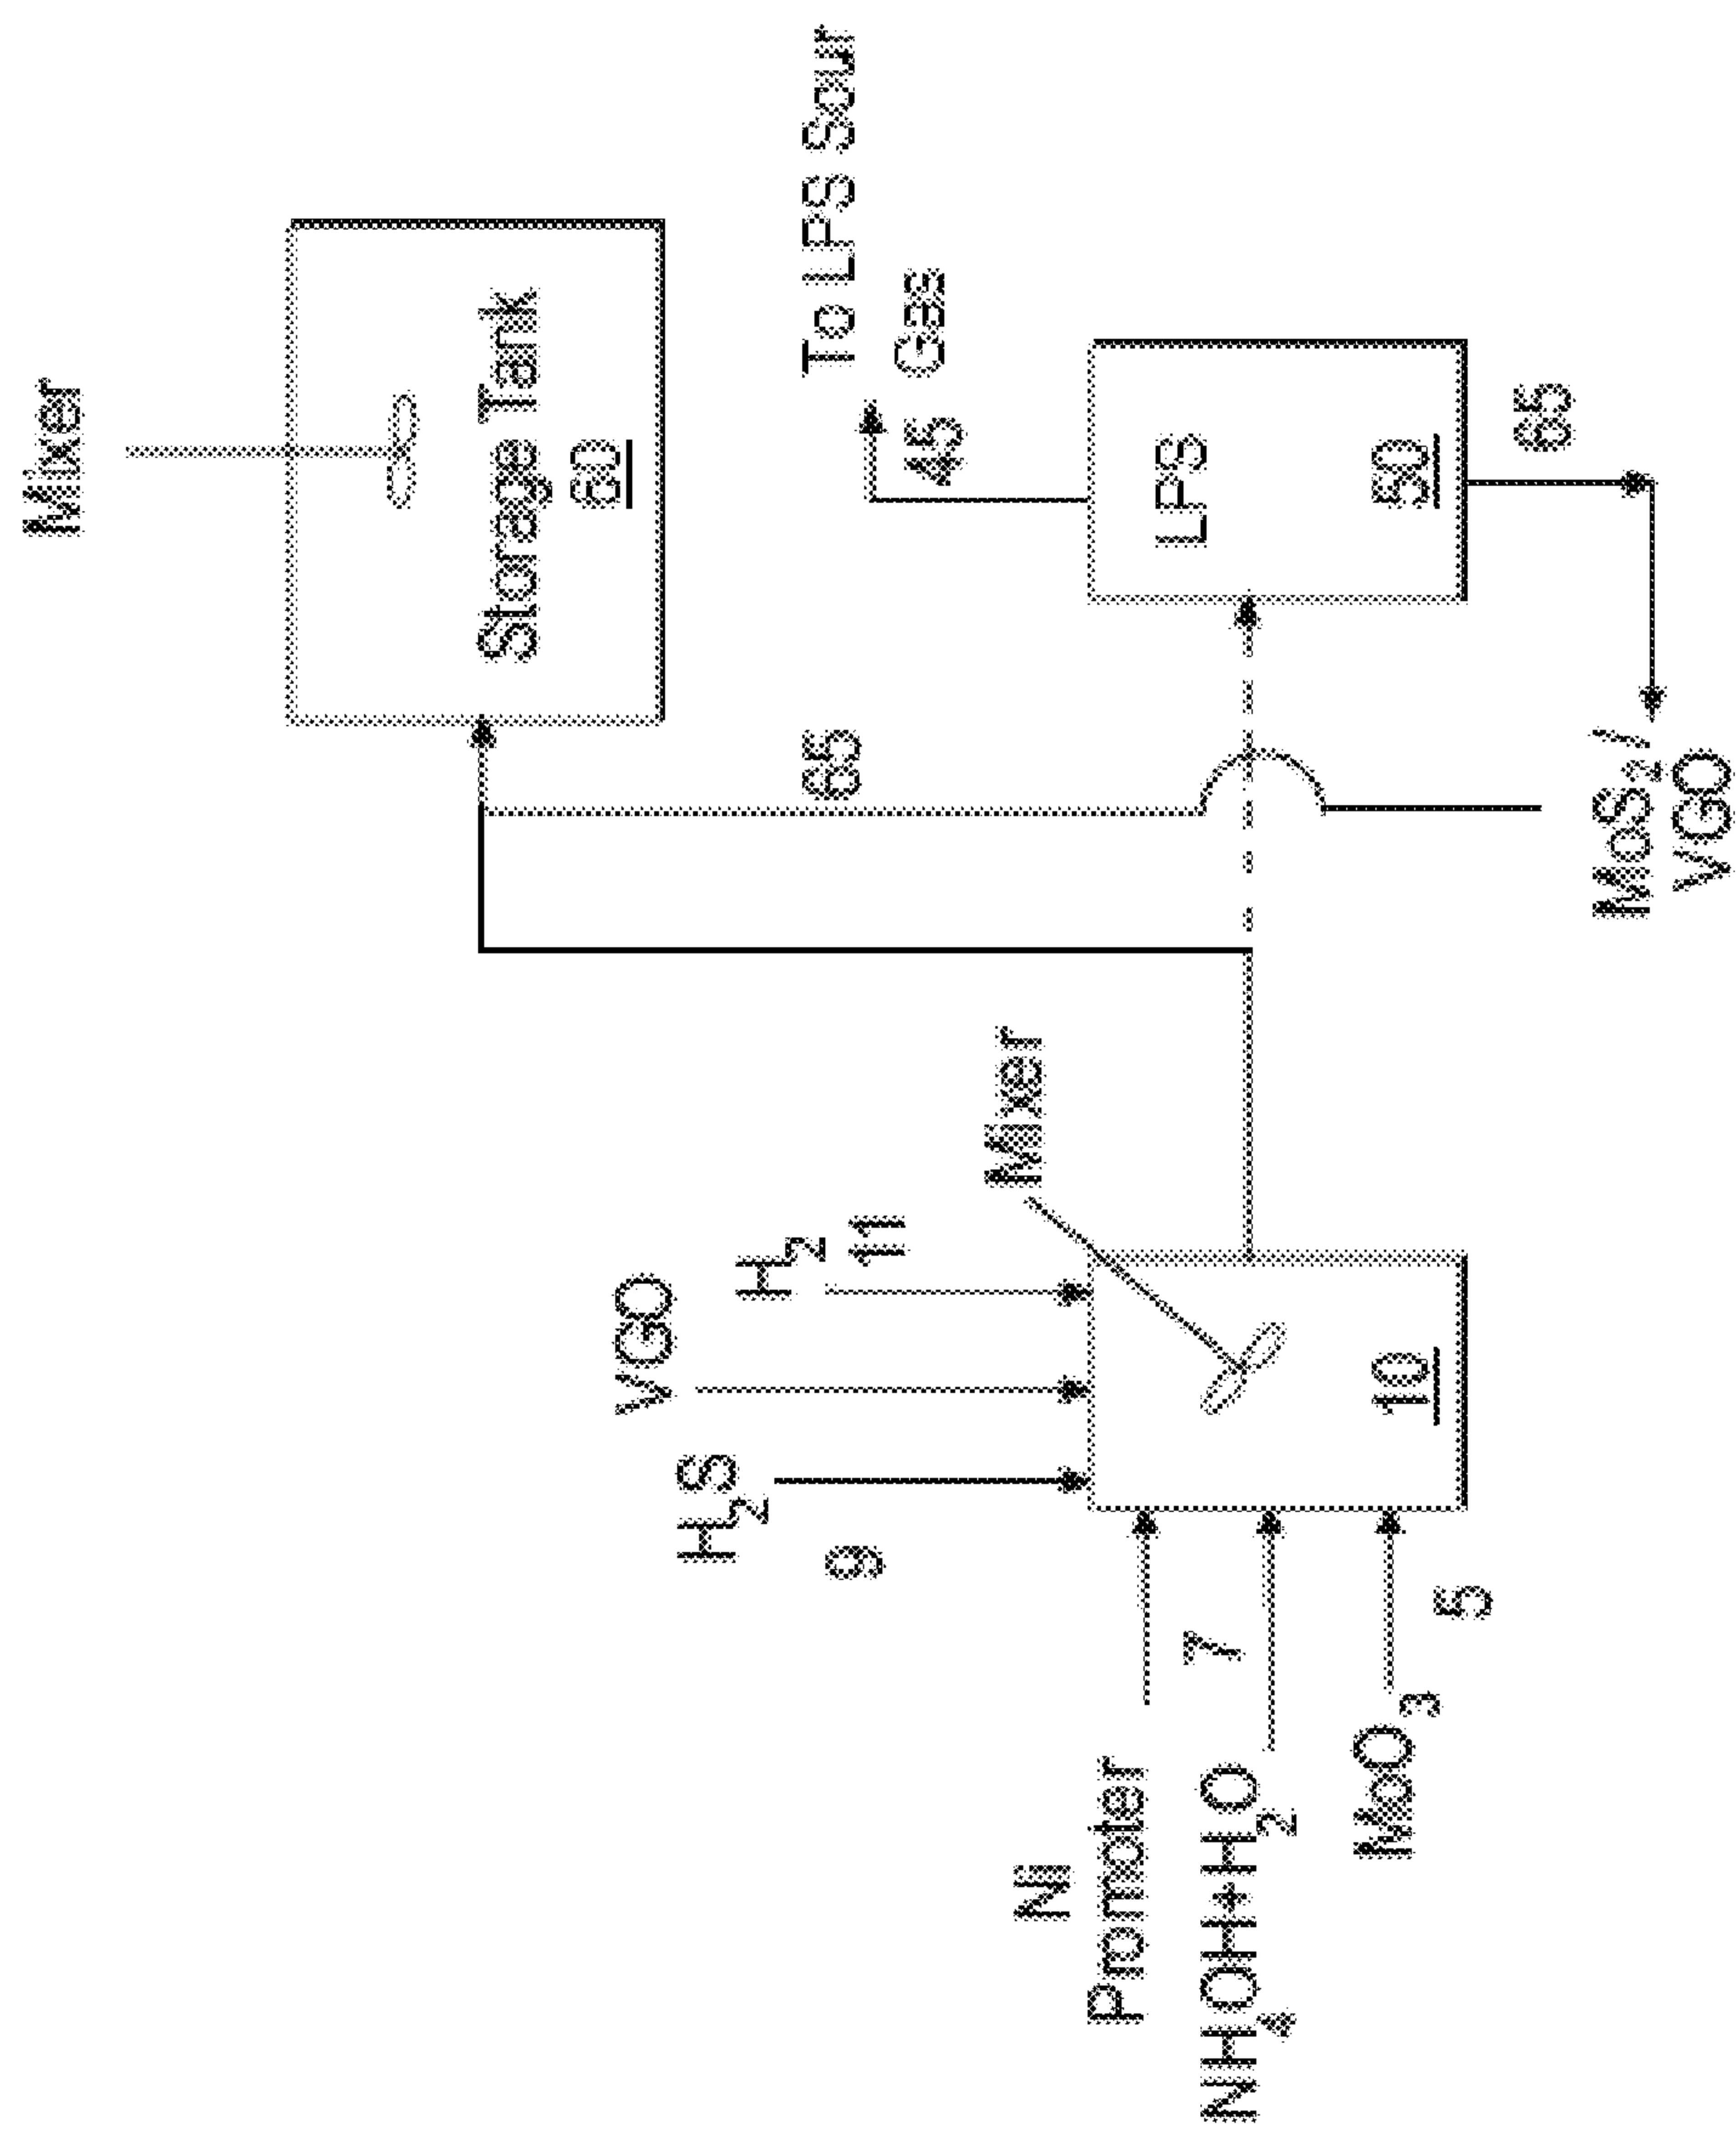 Mixer
Storage Tank
60
To LPS Sour
Gas
45
LPS
50
65
65
MoS2 /
VGO
Mixer
H2
11
VGO
H2S
9
10
Ni
Promoter
7
NH4OH+H2O
MoO3
5